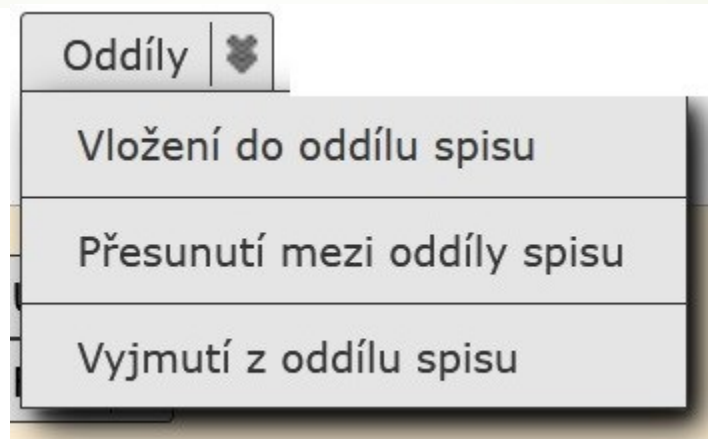 Oddíly
Vložení do oddílu spisu
Přesunutí mezi oddíly spisu
Vyjmutí z oddílu spisu